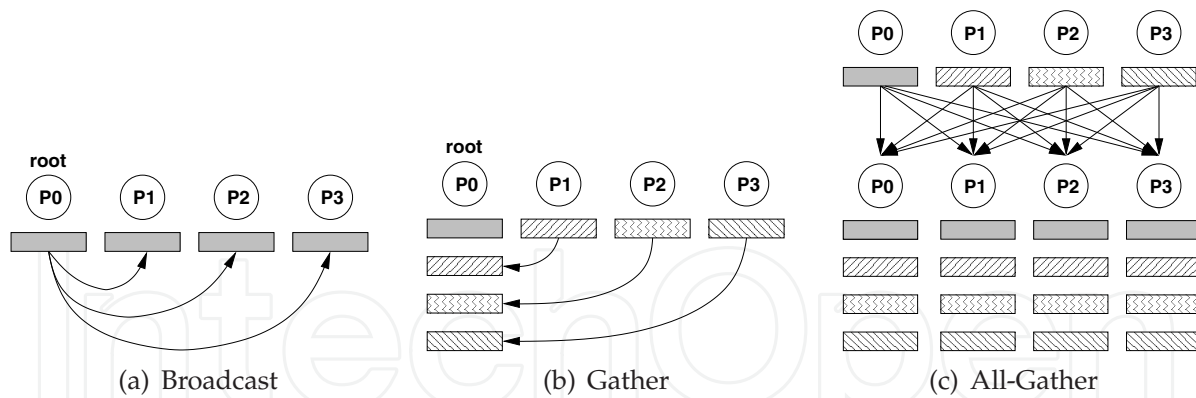 root
P0 P1 P2 P3
(a) Broadcast
root
P0 P1 P2 P3
(b) Gather
P0 P1 P2 P3
P0 P1 P2 P3
(c) All-Gather
IntechOpen